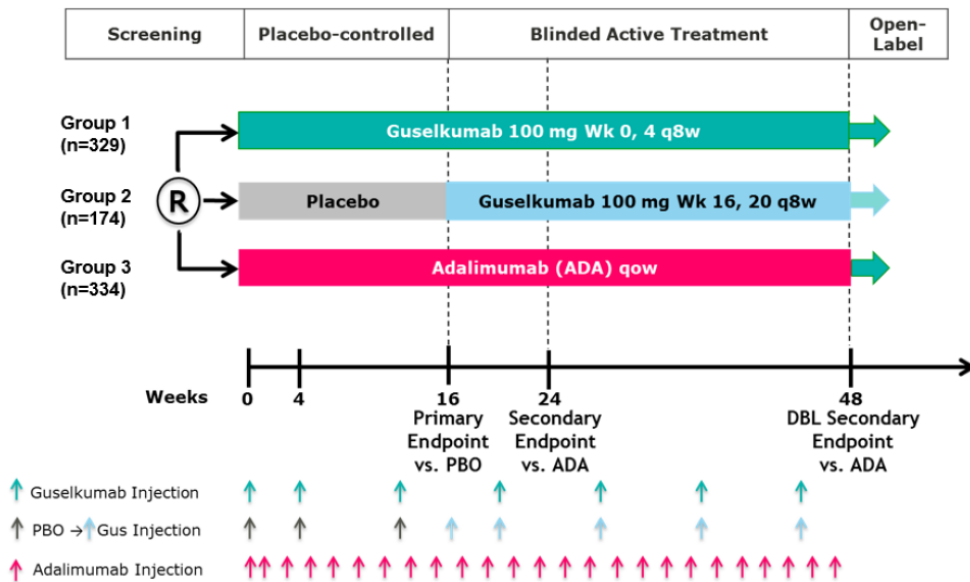 Screening Placebo-controlled Blinded Active Treatment Open-
Label
Group 1
(n=329)
Guselkumab 100 mg Wk 0, 4 q8w
Group 2
(n=174)
R
Placebo
Guselkumab 100 mg Wk 16, 20 q8w
Group 3
(n=334)
Adalimumab (ADA) qow
Weeks 0 4 16 24 48
Primary
Endpoint
vs. PBO
Secondary
Endpoint
vs. ADA
DBL Secondary
Endpoint
vs. ADA
Guselkumab Injection
PBO → Gus Injection
Adalimumab Injection